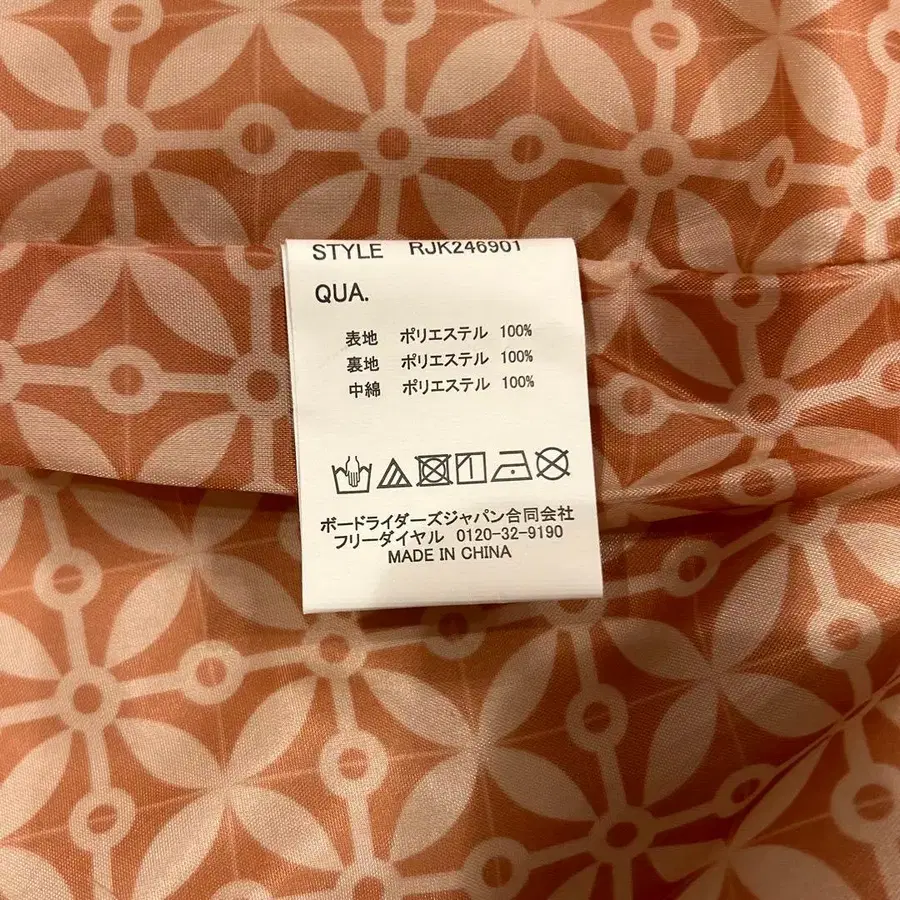 STYLE RJK246901
QUA.
表地 ポリエステル 100%
裏地 ポリエステル 100%
中綿 ポリエステル 100%
ボードライダーズジャパン合同会社
フリーダイヤル 0120-32-9190
MADE IN CHINA